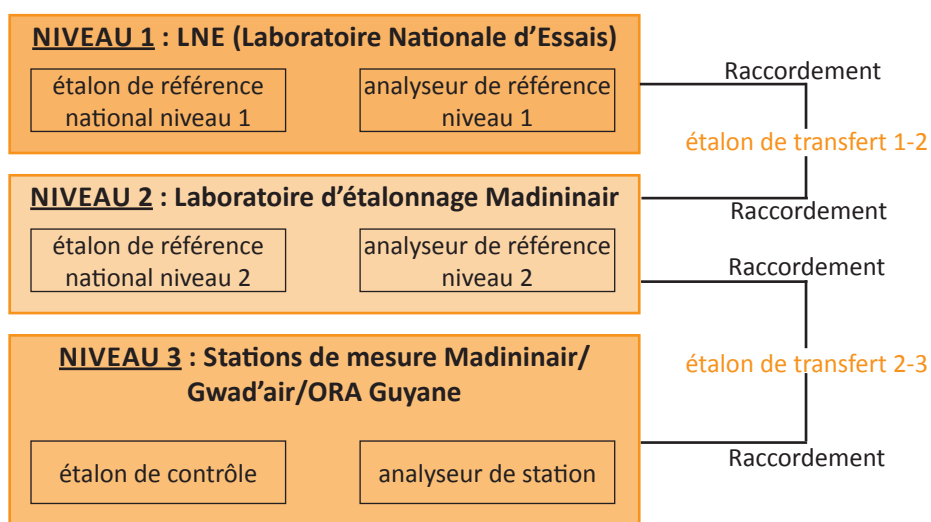 NIVEAU 1 : LNE (Laboratoire Nationale d'Essais)
étalon de référence
national niveau 1
analyseur de référence
niveau 1
Raccordement
étalon de transfert 1-2
Raccordement
NIVEAU 2 : Laboratoire d'étalonnage Madininair
étalon de référence
national niveau 2
analyseur de référence
niveau 2
Raccordement
étalon de transfert 2-3
Raccordement
NIVEAU 3 : Stations de mesure Madininair/
Gwad'air/ORA Guyane
étalon de contrôle
analyseur de station